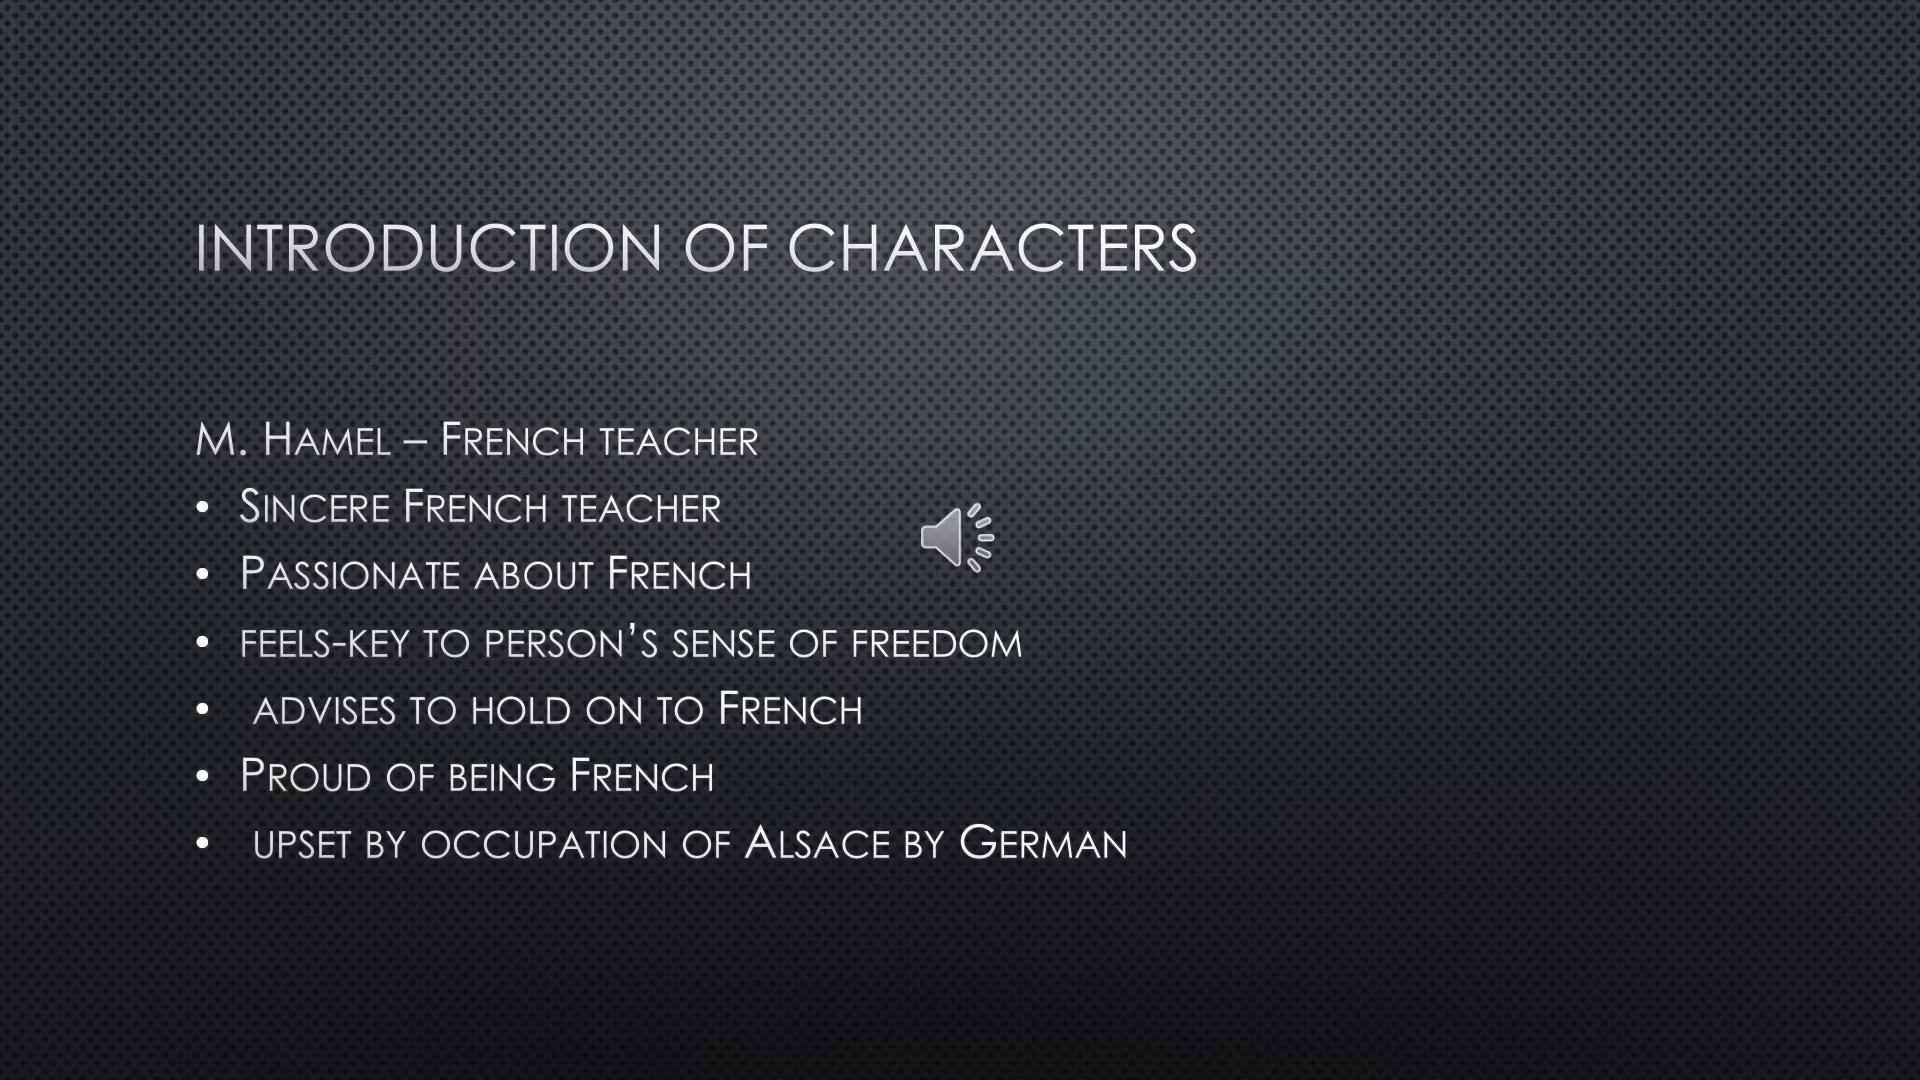 INTRODUCTION OF CHARACTERS
M. Hamel – French teacher
• Sincere French teacher
• Passionate about French
• feels-key to person’s sense of freedom
• advises to hold on to French
• Proud of being French
• upset by occupation of Alsace by German